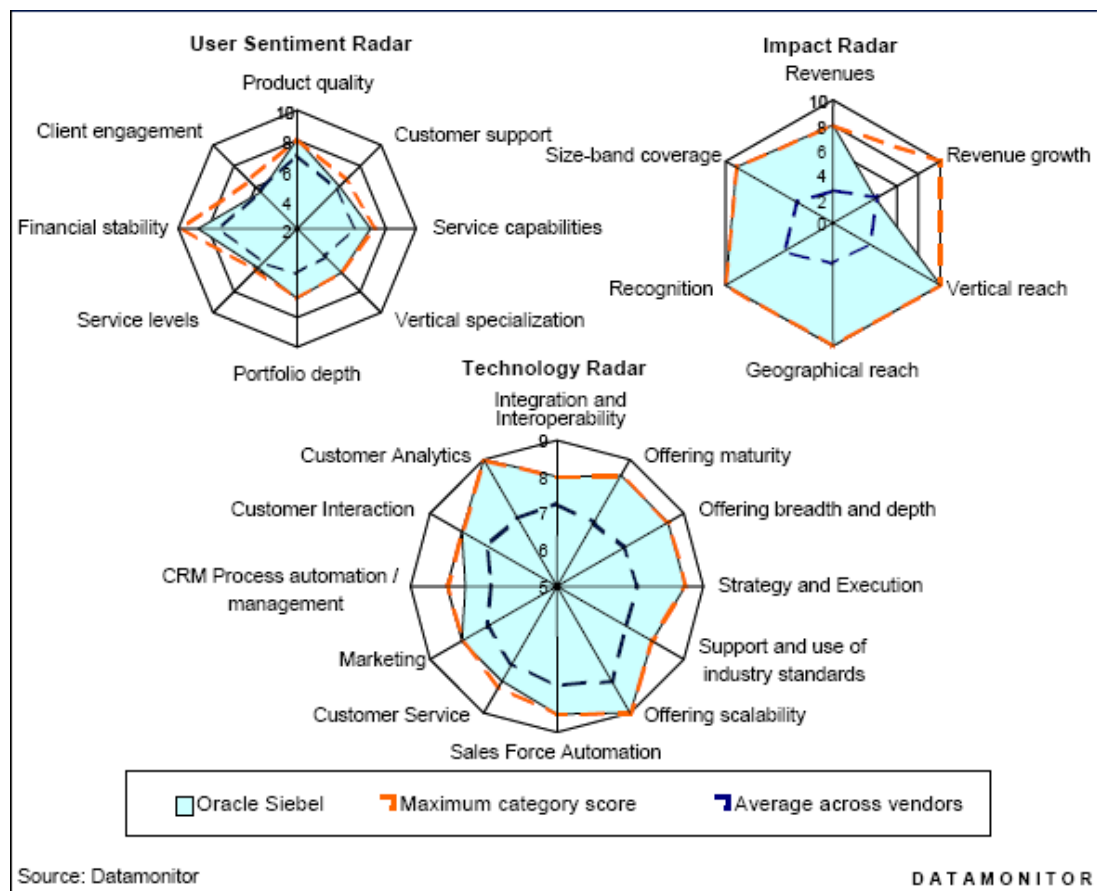 User Sentiment Radar
Product quality
Client engagement
Customer support
Financial stability
Service capabilities
Service levels
Vertical specialization
Portfolio depth
10
8
6
4
2
Impact Radar
Revenues
Size-band coverage
Revenue growth
Recognition
Vertical reach
Geographical reach
10
8
6
4
2
0
Technology Radar
Integration and
Interoperability
Customer Analytics
Offering maturity
Customer Interaction
Offering breadth and depth
CRM Process automation /
management
Strategy and Execution
Marketing
Support and use of
industry standards
Customer Service
Offering scalability
Sales Force Automation
9
8
7
6
5
Oracle Siebel
Maximum category score
Average across vendors
Source: Datamonitor
DATAMONITOR